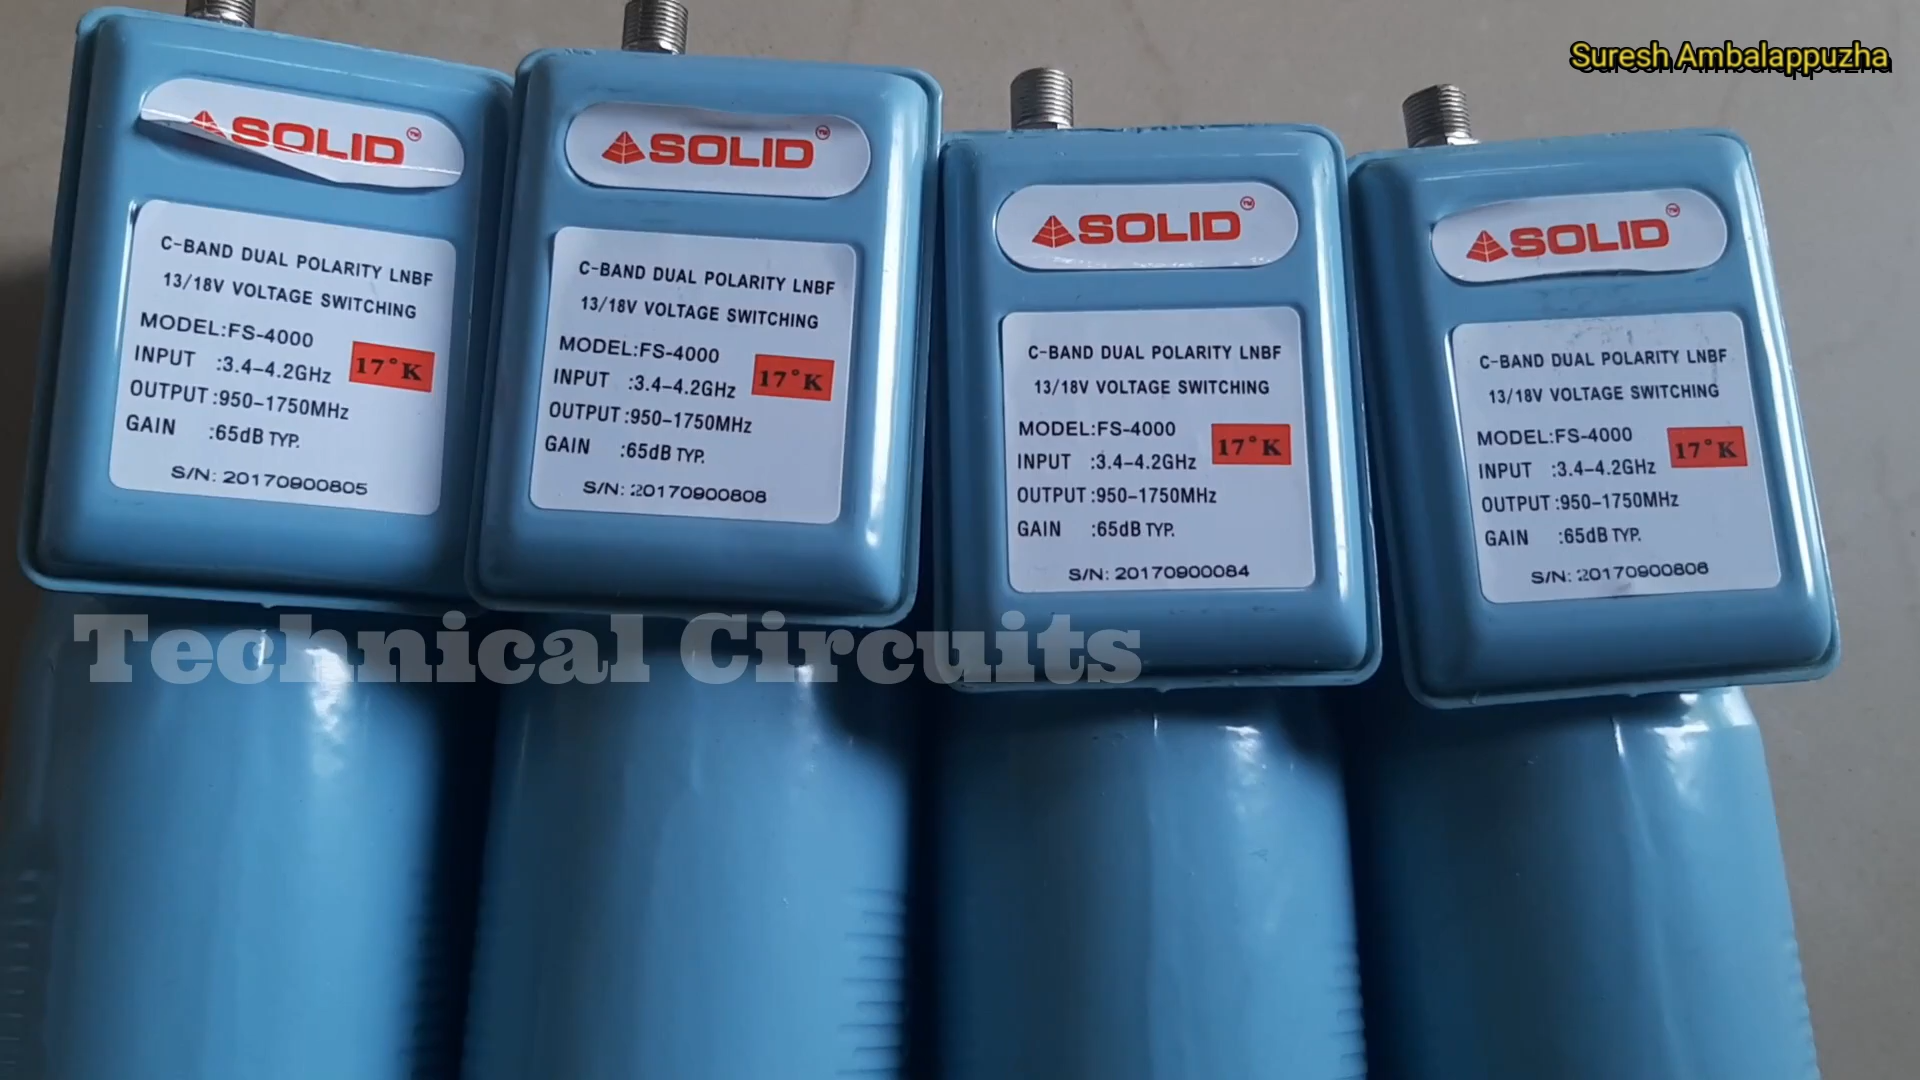 Suresh Ambalappuzha
SOLID™
C-BAND DUAL POLARITY LNBF
13/18V VOLTAGE SWITCHING
MODEL:FS-4000
INPUT :3.4-4.2GHz
17°K
OUTPUT:950-1750MHz
GAIN :65dB TYP.
S/N: 20170900805
SOLID™
C-BAND DUAL POLARITY LNBF
13/18V VOLTAGE SWITCHING
MODEL:FS-4000
INPUT :3.4-4.2GHz
17°K
OUTPUT:950-1750MHz
GAIN :65dB TYP.
S/N: 20170900808
SOLID™
C-BAND DUAL POLARITY LNBF
13/18V VOLTAGE SWITCHING
MODEL:FS-4000
INPUT :3.4-4.2GHz
17°K
OUTPUT:950-1750MHz
GAIN :65dB TYP.
S/N: 20170900084
SOLID™
C-BAND DUAL POLARITY LNBF
13/18V VOLTAGE SWITCHING
MODEL:FS-4000
INPUT :3.4-4.2GHz
17°K
OUTPUT:950-1750MHz
GAIN :65dB TYP.
S/N: 20170900806
Technical Circuits